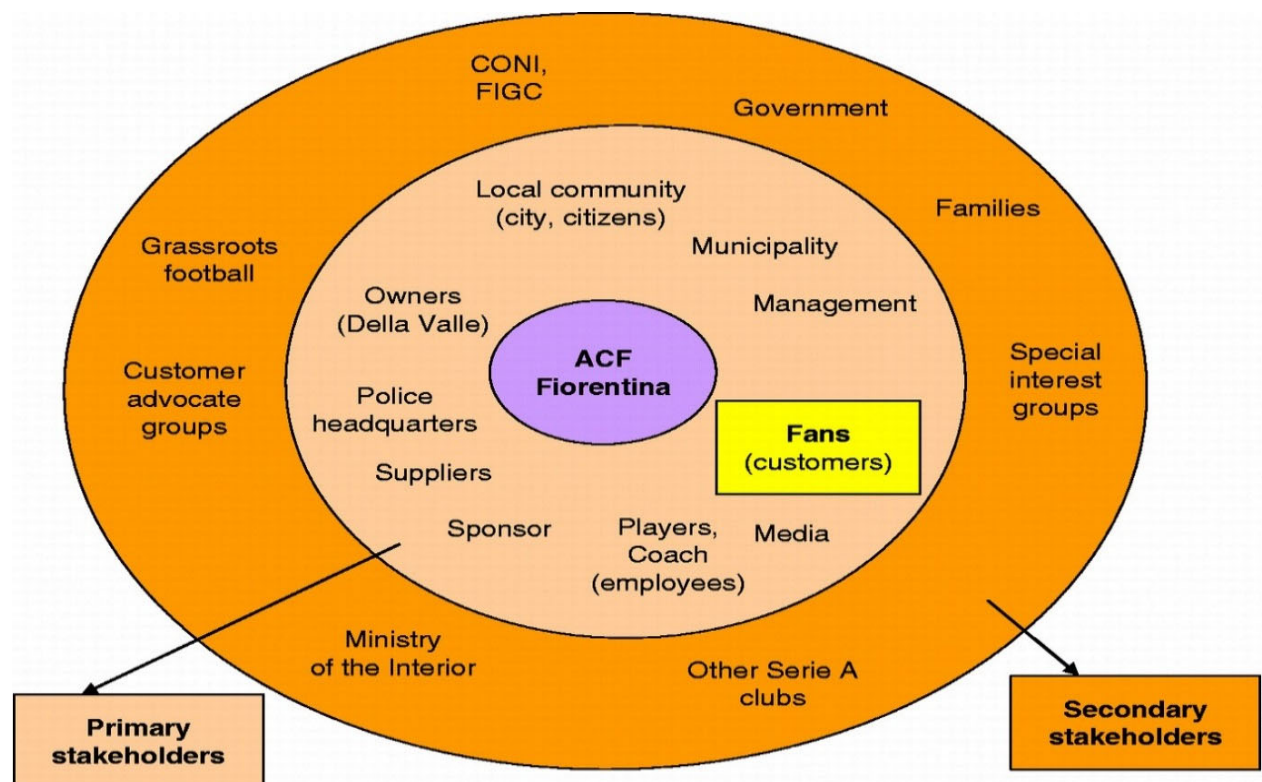 CONI,
FIGC
Government
Families
Grassroots
football
Customer
advocate
groups
Special
interest
groups
Ministry
of the Interior
Other Serie A
clubs
Local community
(city, citizens)
Municipality
Owners
(Della Valle)
Management
ACF
Fiorentina
Police
headquarters
Fans
(customers)
Suppliers
Sponsor
Players,
Coach
(employees)
Media
Primary
stakeholders
Secondary
stakeholders